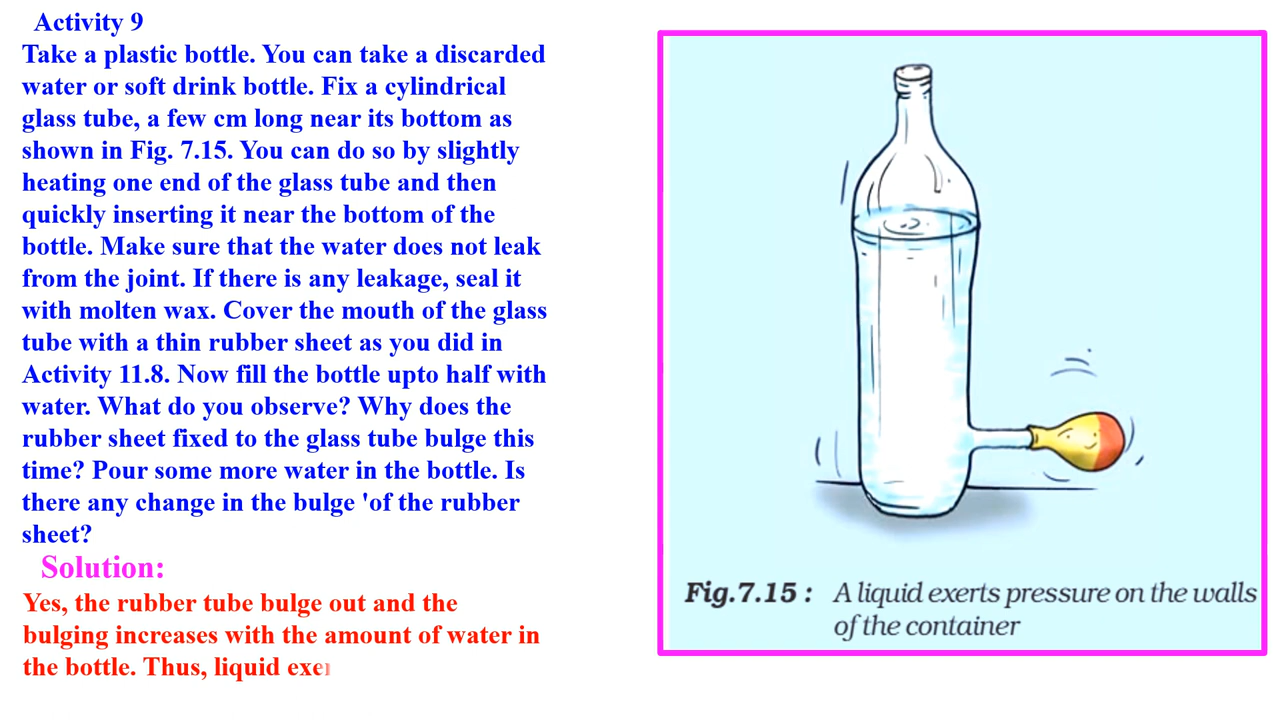 Activity 9
Take a plastic bottle. You can take a discarded
water or soft drink bottle. Fix a cylindrical
glass tube, a few cm long near its bottom as
shown in Fig. 7.15. You can do so by slightly
heating one end of the glass tube and then
quickly inserting it near the bottom of the
bottle. Make sure that the water does not leak
from the joint. If there is any leakage, seal it
with molten wax. Cover the mouth of the glass
tube with a thin rubber sheet as you did in
Activity 11.8. Now fill the bottle upto half with
water. What do you observe? Why does the
rubber sheet fixed to the glass tube bulge this
time? Pour some more water in the bottle. Is
there any change in the bulge 'of the rubber
sheet?
Solution:
Yes, the rubber tube bulge out and the
bulging increases with the amount of water in
the bottle. Thus, liquid
Fig.7.15 : A liquid exerts pressure on the walls
of the container